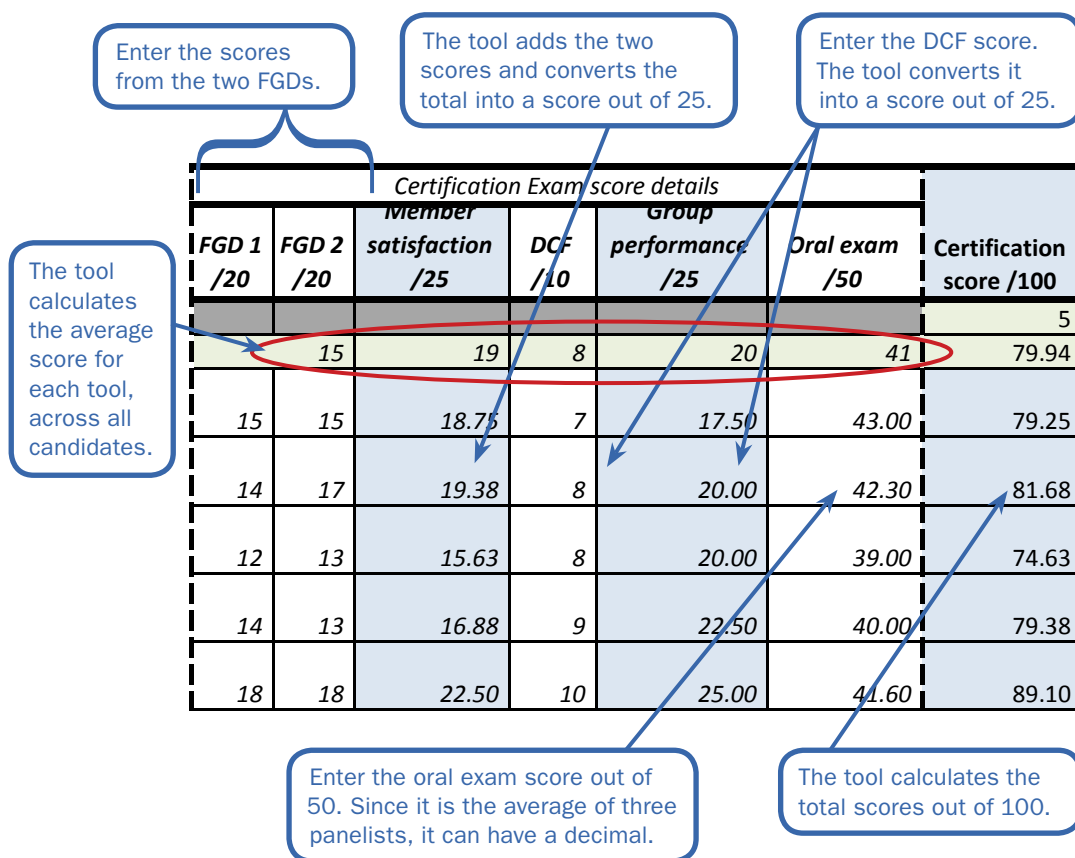 Enter the scores
from the two FGDs.
The tool adds the two
scores and converts the
total into a score out of 25.
Enter the DCF score.
The tool converts it
into a score out of 25.
The tool
calculates
the average
score for
each tool,
across all
candidates.
Certification Exam score details
FGD 1 /20 FGD 2 /20 Member satisfaction /25 DCF /10 Group performance /25 Oral exam /50 Certification score /100
5
15 19 8 20 41 79.94
15 15 18.75 7 17.50 43.00 79.25
14 17 19.38 8 20.00 42.30 81.68
12 13 15.63 8 20.00 39.00 74.63
14 13 16.88 9 22.50 40.00 79.38
18 18 22.50 10 25.00 41.60 89.10
Enter the oral exam score out of
50. Since it is the average of three
panelists, it can have a decimal.
The tool calculates the
total scores out of 100.